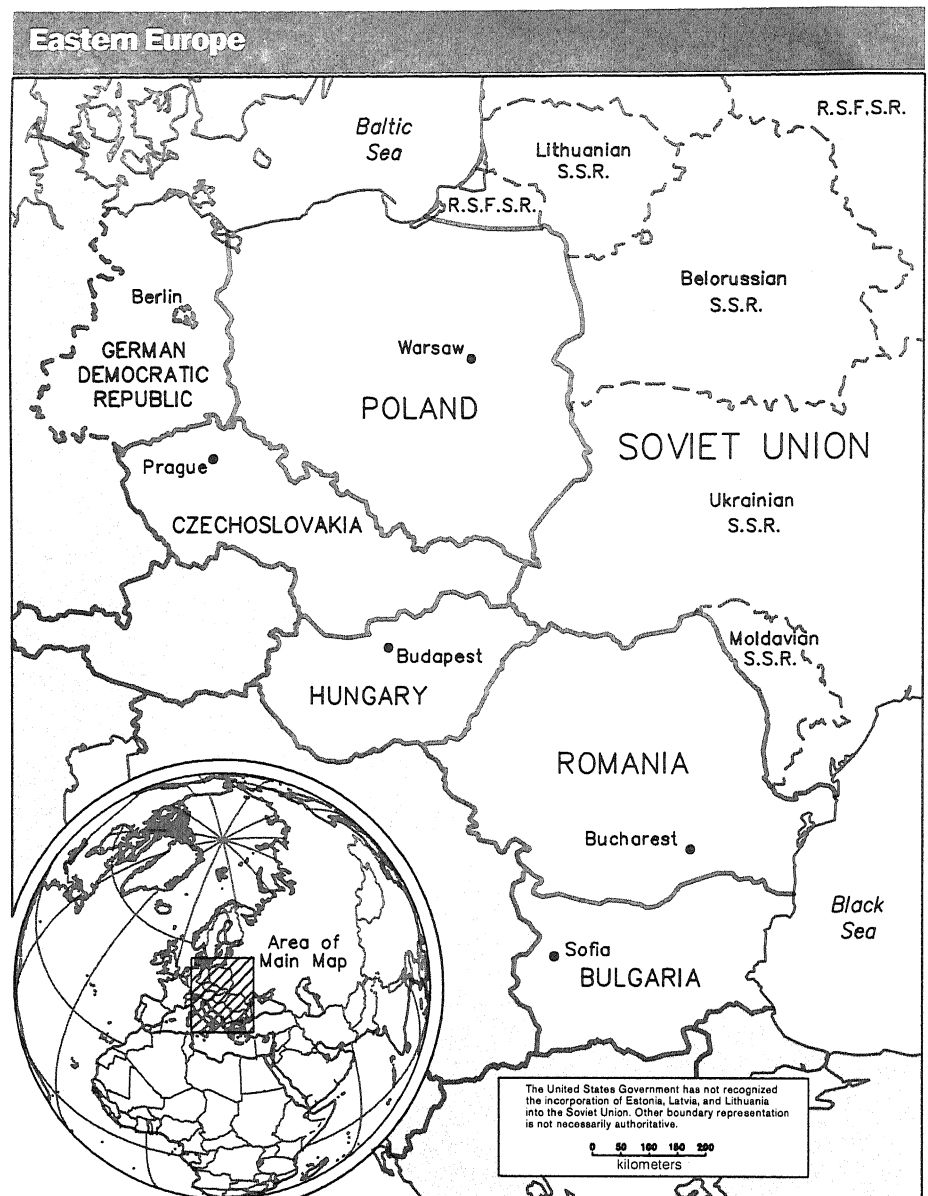 Eastern Europe
R.S.F.S.R.
Baltic
Sea
Lithuanian
S.S.R.
R.S.F.S.R.
Belorussian
S.S.R.
Berlin
GERMAN
DEMOCRATIC
REPUBLIC
Warsaw
POLAND
SOVIET UNION
Prague
CZECHOSLOVAKIA
Ukrainian
S.S.R.
Moldavian
S.S.R.
Budapest
HUNGARY
ROMANIA
Bucharest
Black
Sea
Sofia
BULGARIA
Area of
Main Map
The United States Government has not recognized
the incorporation of Estonia, Latvia, and Lithuania
into the Soviet Union. Other boundary representation
is not necessarily authoritative.
0 50 100 150 200
kilometers